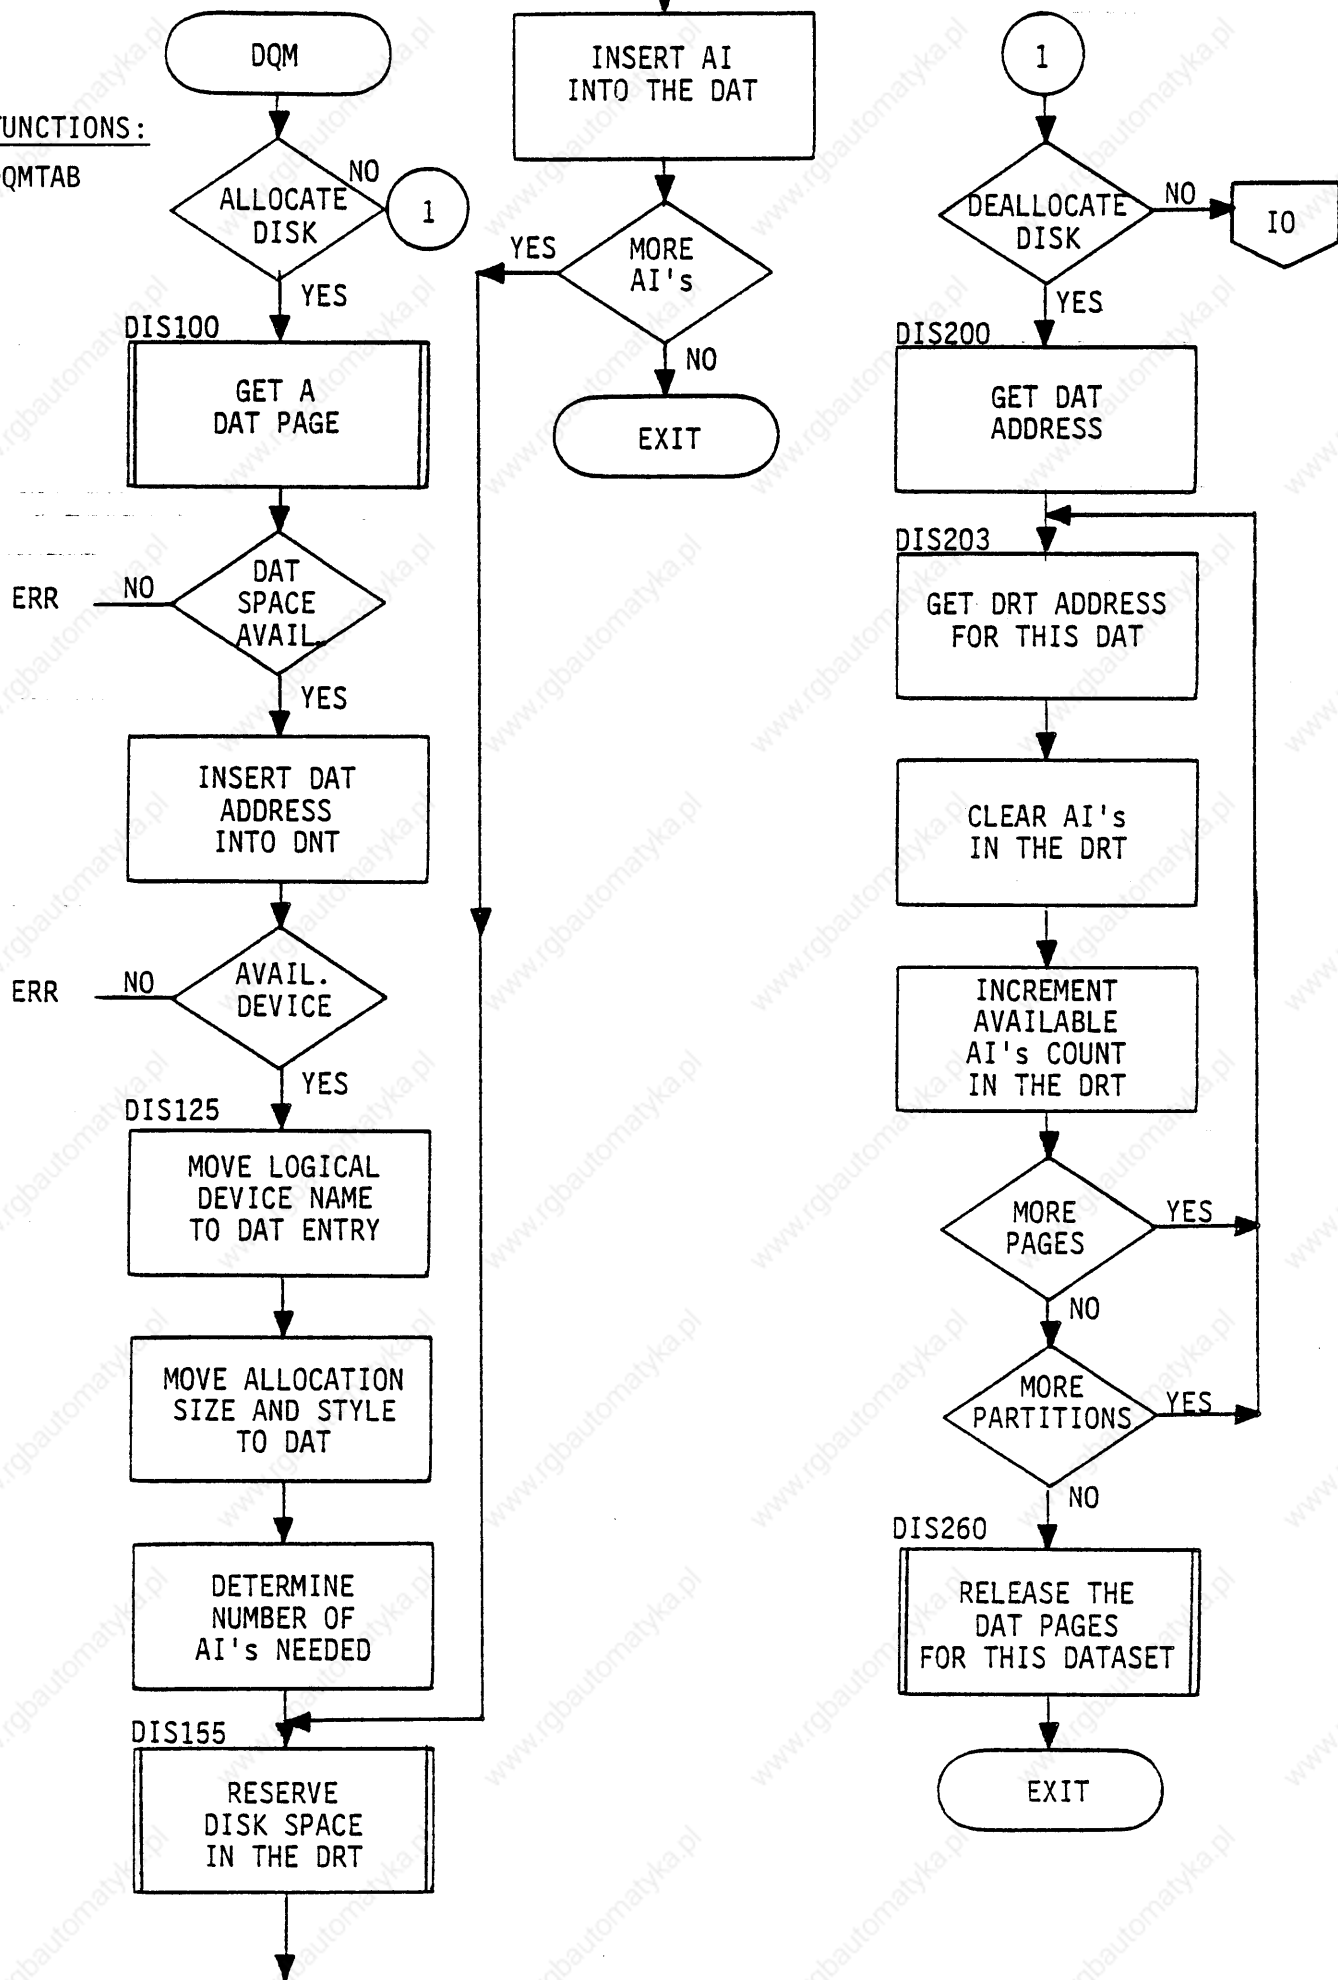 DQM
UNCTIONS:
QMTAB
ALLOCATE
DISK
NO
1
YES
DIS100
GET A
DAT PAGE
DAT
SPACE
AVAIL.
NO
ERR
YES
INSERT DAT
ADDRESS
INTO DNT
AVAIL.
DEVICE
NO
ERR
YES
DIS125
MOVE LOGICAL
DEVICE NAME
TO DAT ENTRY
MOVE ALLOCATION
SIZE AND STYLE
TO DAT
DETERMINE
NUMBER OF
AI's NEEDED
DIS155
RESERVE
DISK SPACE
IN THE DRT
INSERT AI
INTO THE DAT
MORE
AI's
YES
NO
EXIT
1
DEALLOCATE
DISK
NO
IO
YES
DIS200
GET DAT
ADDRESS
DIS203
GET DRT ADDRESS
FOR THIS DAT
CLEAR AI's
IN THE DRT
INCREMENT
AVAILABLE
AI's COUNT
IN THE DRT
MORE
PAGES
YES
NO
MORE
PARTITIONS
YES
NO
DIS260
RELEASE THE
DAT PAGES
FOR THIS DATASET
EXIT
www.rgbautomatyka.pl